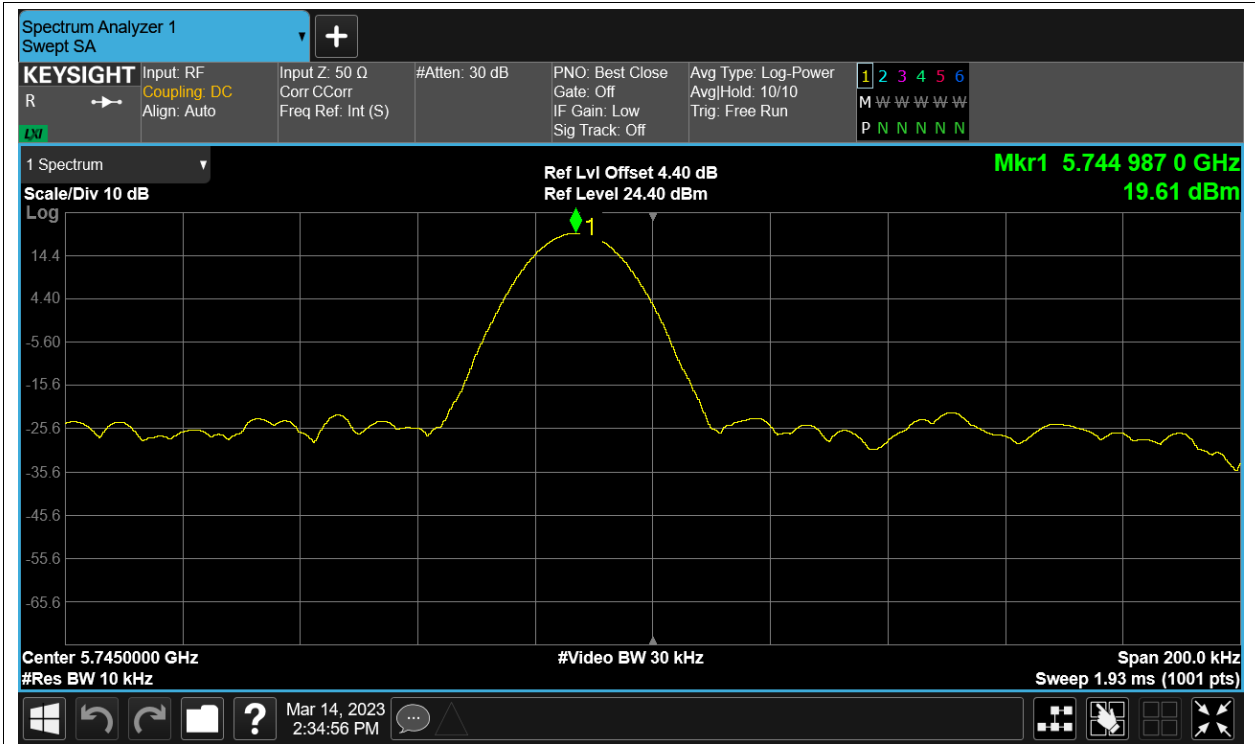 Spectrum Analyzer 1
Swept SA
+
KEYSIGHT
R
LXI
Input: RF
Coupling: DC
Align: Auto
Input Z: 50 Ω
Corr CCorr
Freq Ref: Int (S)
#Atten: 30 dB
PNO: Best Close
Gate: Off
IF Gain: Low
Sig Track: Off
Avg Type: Log-Power
Avg|Hold: 10/10
Trig: Free Run
1 2 3 4 5 6
M W W W W W
P N N N N N
1 Spectrum
Scale/Div 10 dB
Log
Ref Lvl Offset 4.40 dB
Ref Level 24.40 dBm
Mkr1 5.744 987 0 GHz
19.61 dBm
1
14.4
4.40
-5.60
-15.6
-25.6
-35.6
-45.6
-55.6
-65.6
Center 5.7450000 GHz
#Video BW 30 kHz
Span 200.0 kHz
#Res BW 10 kHz
Sweep 1.93 ms (1001 pts)
?
Mar 14, 2023
2:34:56 PM